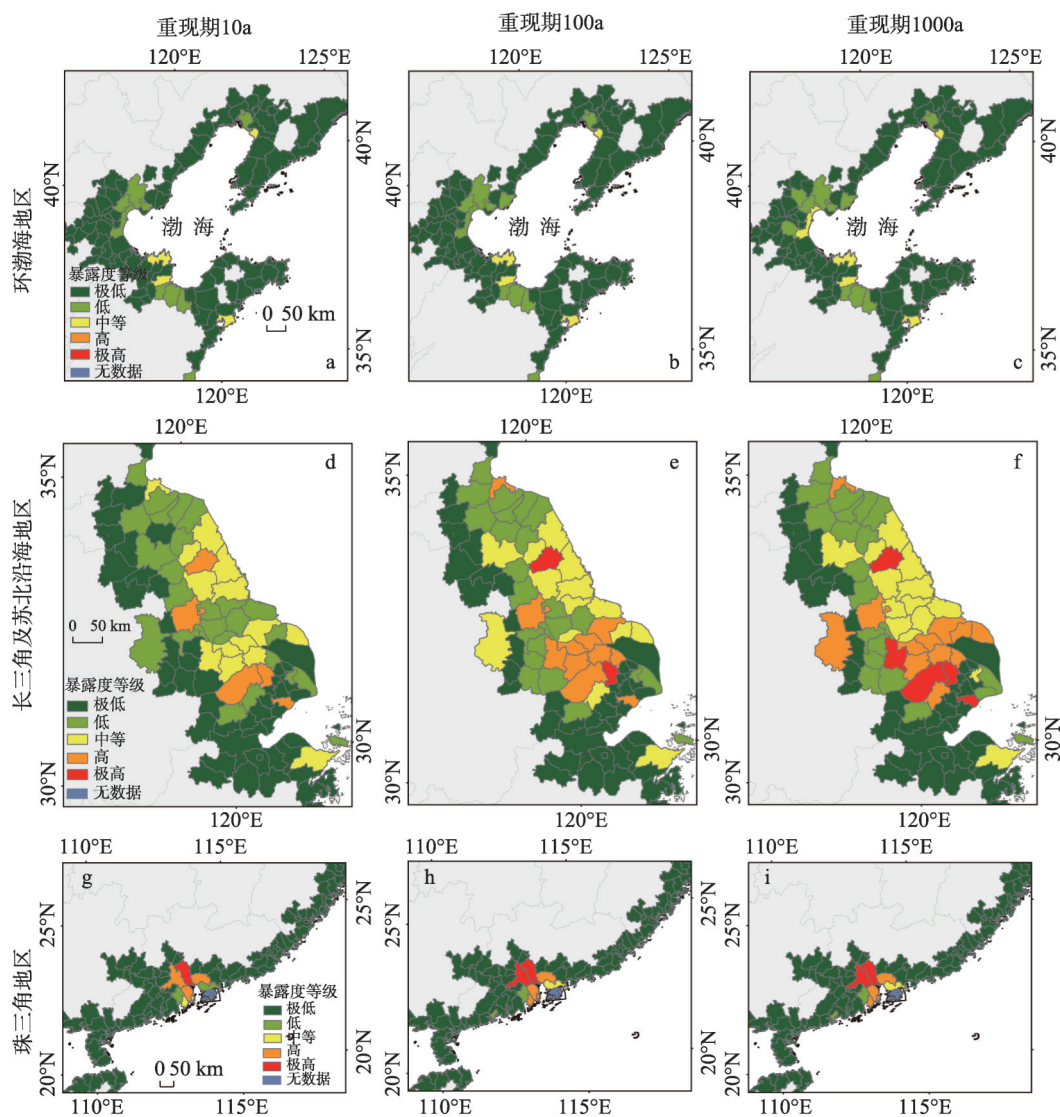 重现期10a
重现期100a
重现期1000a
120°E
125°E
120°E
125°E
120°E
125°E
环渤海地区
40°N
35°N
40°N
渤 海
暴露度等级
极低
低
中等
高
极高
无数据
0 50 km
a
120°E
40°N
35°N
40°N
渤 海
b
120°E
40°N
35°N
40°N
渤 海
c
120°E
长三角及苏北沿海地区
120°E
120°E
120°E
35°N
30°N
d
0 50 km
暴露度等级
极低
低
中等
高
极高
无数据
30°N
120°E
35°N
30°N
e
30°N
120°E
35°N
30°N
f
30°N
120°E
珠三角地区
110°E
115°E
110°E
115°E
110°E
115°E
g
25°N
20°N
暴露度等级
极低
低
中等
高
极高
无数据
0 50 km
25°N
20°N
110°E
115°E
h
25°N
20°N
25°N
20°N
110°E
115°E
i
25°N
20°N
110°E
115°E